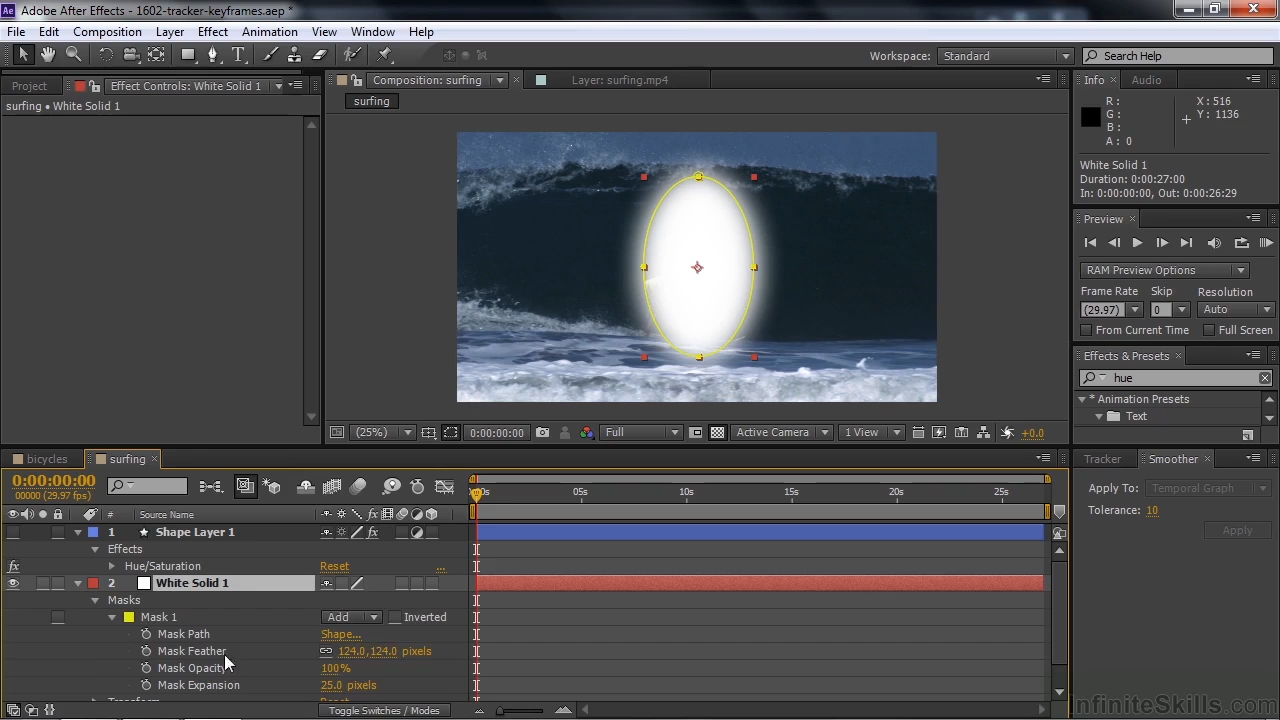 Adobe After Effects - 1602-tracker-keyframes.aep *
File Edit Composition Layer Effect Animation View Window Help
Workspace: Standard Search Help
Project Effect Controls: White Solid 1
surfing • White Solid 1
Composition: surfing Layer: surfing.mp4
surfing
Info Audio
R : X : 516
G : Y : 1136
B :
A : 0
White Solid 1
Duration: 0:00:27:00
In: 0:00:00:00, Out: 0:00:26:29
Preview
RAM Preview Options
Frame Rate Skip Resolution
(29.97) 0 Auto
From Current Time Full Screen
Effects & Presets
hue
* Animation Presets
Text
(25%) 0:00:00:00 Full Active Camera 1 View +0.0
bicycles surfing
0:00:00:00
00000 (29.97 fps)
00s 05s 10s 15s 20s 25s
# Source Name
1 Shape Layer 1
Effects
fx Hue/Saturation Reset ...
2 White Solid 1
Masks
Mask 1 Add Inverted
Mask Path Shape...
Mask Feather 124.0,124.0 pixels
Mask Opacity 100%
Mask Expansion 25.0 pixels
Transform Reset
Toggle Switches / Modes
Tracker Smoother
Apply To: Temporal Graph
Tolerance: 10
Apply
InfiniteSkills.com